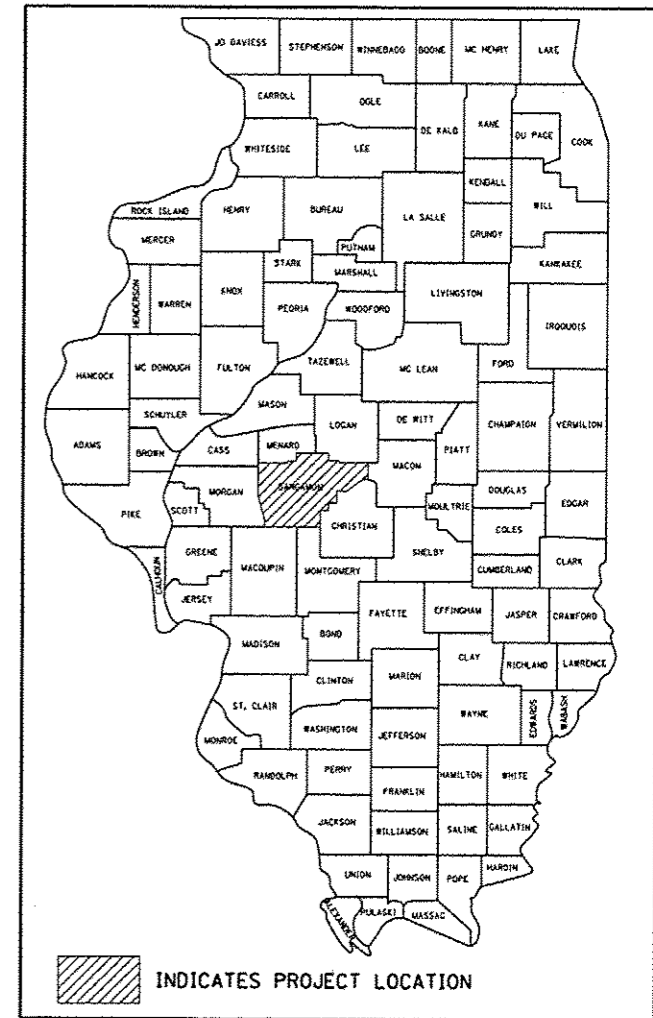 JO DAVIESS
STEPHENSON
WINNEBAGO
BOONE
MC HENRY
LAKE
CARROLL
OGLE
DE KALB
KANE
DU PAGE
COOK
WHITESIDE
LEE
KENDALL
WILL
ROCK ISLAND
HENRY
BUREAU
LA SALLE
GRUNDY
MERCER
PUTNAM
KANKAKEE
STARK
MARSHALL
HENDERSON
WARREN
KNOX
PEORIA
WOODFORD
LIVINGSTON
IROQUOIS
HANCOCK
MC DONOUGH
FULTON
TAZEWELL
MC LEAN
FORD
MASON
SCHUYLER
LOGAN
DE WITT
CHAMPAIGN
VERMILION
ADAMS
BROWN
CASS
MENARD
PIATT
MACON
SANGAMON
MORGAN
DOUGLAS
PIKE
SCOTT
MOULTRIE
EDGAR
CHRISTIAN
COLES
GREENE
SHELBY
CALHOUN
MACOUPIN
MONTGOMERY
CUMBERLAND
CLARK
JERSEY
FAYETTE
EFFINGHAM
JASPER
CRAWFORD
BOND
MADISON
CLAY
RICHLAND
LAWRENCE
CLINTON
MARION
ST. CLAIR
WAYNE
EDWARDS
WABASH
WASHINGTON
JEFFERSON
MONROE
RANDOLPH
PERRY
HAMILTON
WHITE
FRANKLIN
JACKSON
WILLIAMSON
SALINE
GALLATIN
UNION
JOHNSON
POPE
HARDIN
ALEXANDER
PULASKI
MASSAC
INDICATES PROJECT LOCATION